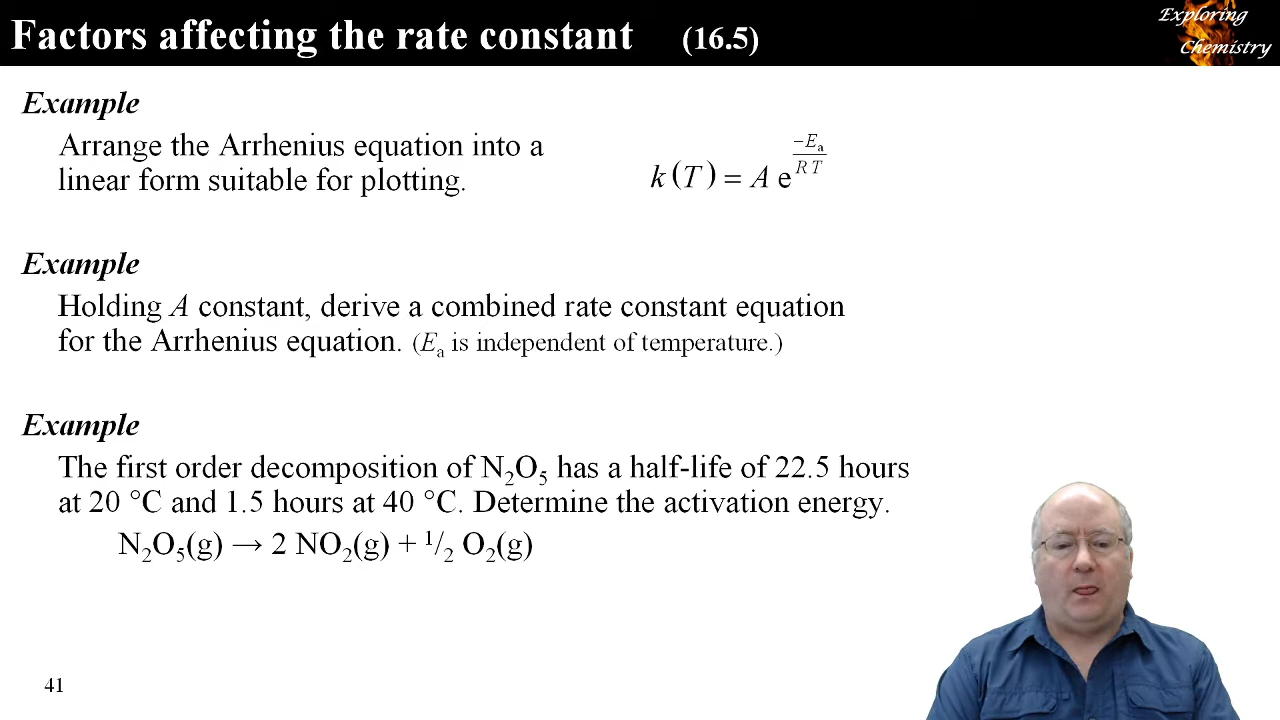 Factors affecting the rate constant (16.5)
Exploring
Chemistry
Example
Arrange the Arrhenius equation into a
linear form suitable for plotting.
k(T) = A e^(−Eₐ/(R T))
Example
Holding A constant, derive a combined rate constant equation
for the Arrhenius equation. (Eₐ is independent of temperature.)
Example
The first order decomposition of N₂O₅ has a half-life of 22.5 hours
at 20 °C and 1.5 hours at 40 °C. Determine the activation energy.
N₂O₅(g) → 2 NO₂(g) + ¹/₂ O₂(g)
41